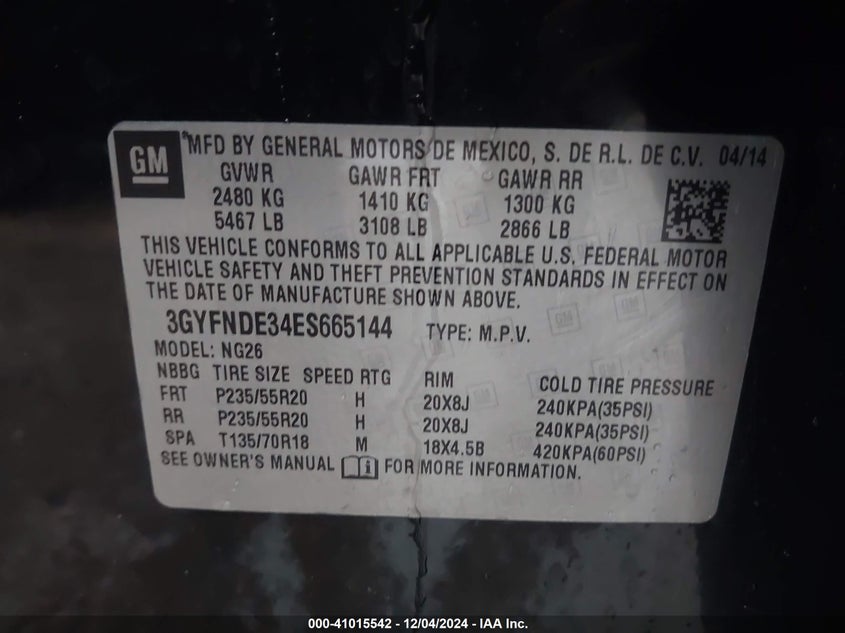 GM
MFD BY GENERAL MOTORS DE MEXICO, S. DE R.L. DE C.V. 04/14
GVWR GAWR FRT GAWR RR
2480 KG 1410 KG 1300 KG
5467 LB 3108 LB 2866 LB
THIS VEHICLE CONFORMS TO ALL APPLICABLE U.S. FEDERAL MOTOR
VEHICLE SAFETY AND THEFT PREVENTION STANDARDS IN EFFECT ON
THE DATE OF MANUFACTURE SHOWN ABOVE.
3GYFNDE34ES665144 TYPE: M.P.V.
MODEL: NG26
NBBG TIRE SIZE SPEED RTG RIM COLD TIRE PRESSURE
FRT P235/55R20 H 20X8J 240KPA(35PSI)
RR P235/55R20 H 20X8J 240KPA(35PSI)
SPA T135/70R18 M 18X4.5B 420KPA(60PSI)
SEE OWNER'S MANUAL FOR MORE INFORMATION.
000-41015542 - 12/04/2024 - IAA Inc.